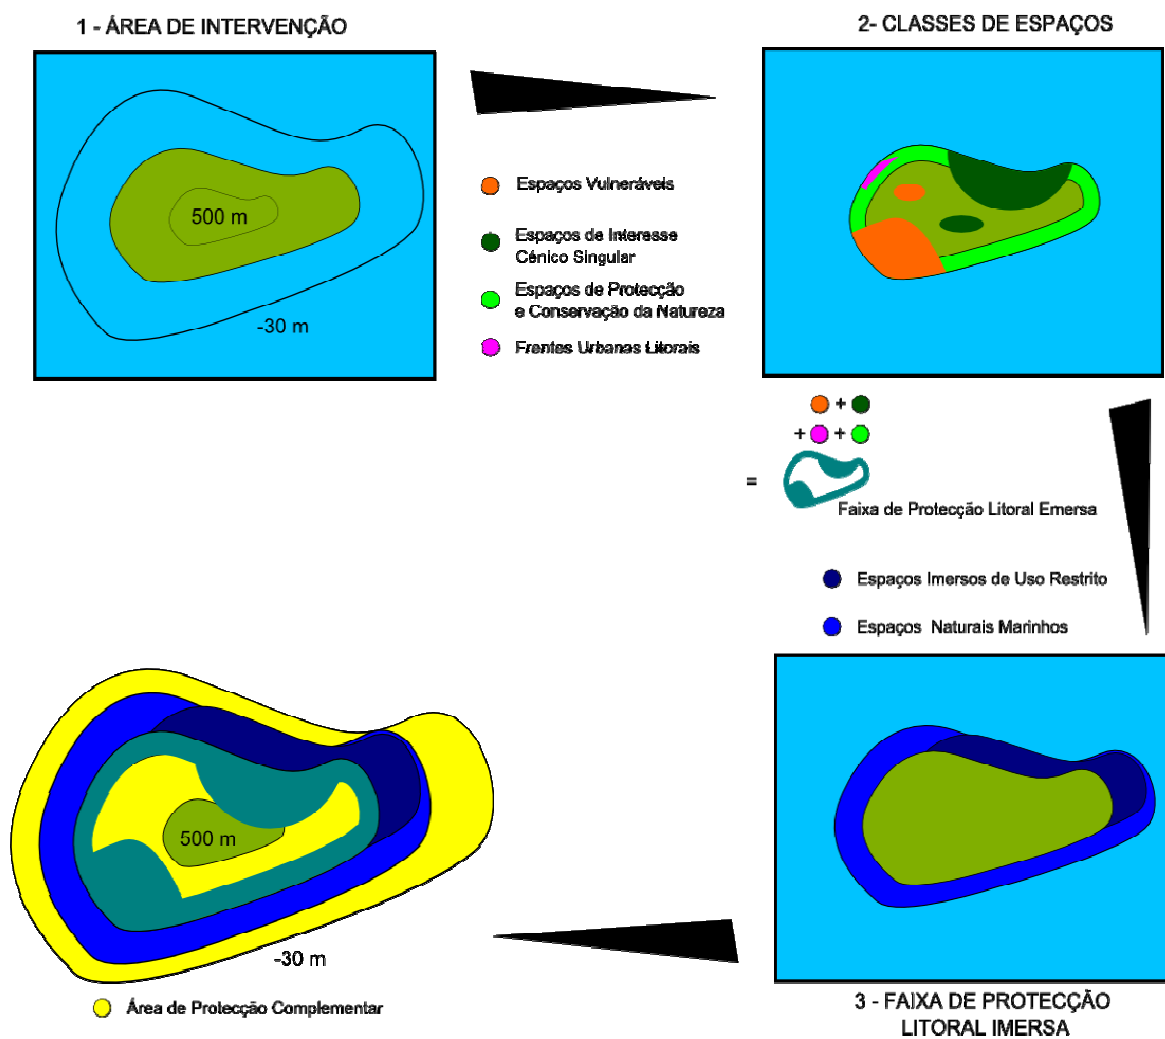 1 - ÁREA DE INTERVENÇÃO
500 m
-30 m
Espaços Vulneráveis
Espaços de Interesse
Cénico Singular
Espaços de Protecção
e Conservação da Natureza
Frentes Urbanas Litorais
2- CLASSES DE ESPAÇOS
+
+ +
=
Faixa de Protecção Litoral Emersa
Espaços Imersos de Uso Restrito
Espaços Naturais Marinhos
3 - FAIXA DE PROTECÇÃO
LITORAL IMERSA
500 m
-30 m
Área de Protecção Complementar